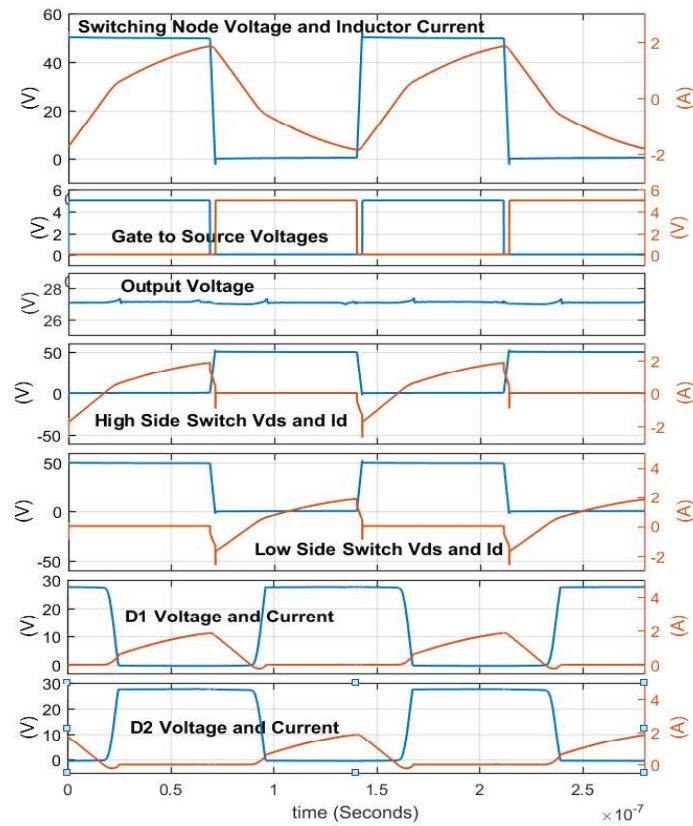 Switching Node Voltage and Inductor Current
60
40
20
0
(V)
2
0
-2
(A)
6
4
2
0
(V)
Gate to Source Voltages
6
4
2
0
(V)
Output Voltage
28
26
(V)
50
0
-50
(V)
High Side Switch Vds and Id
2
0
-2
(A)
50
0
-50
(V)
Low Side Switch Vds and Id
4
2
0
-2
(A)
30
20
10
0
(V)
D1 Voltage and Current
4
2
0
(A)
30
20
10
0
(V)
D2 Voltage and Current
4
2
0
(A)
0 0.5 1 1.5 2 2.5
time (Seconds)
×10⁻⁷